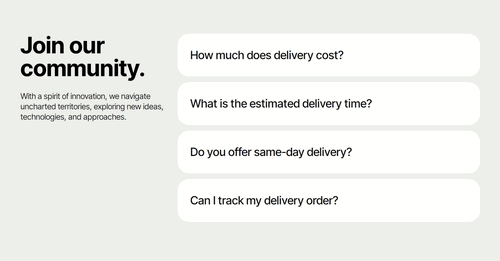 Join our
community.
With a spirit of innovation, we navigate
uncharted territories, exploring new ideas,
technologies, and approaches.
How much does delivery cost?
What is the estimated delivery time?
Do you offer same-day delivery?
Can I track my delivery order?